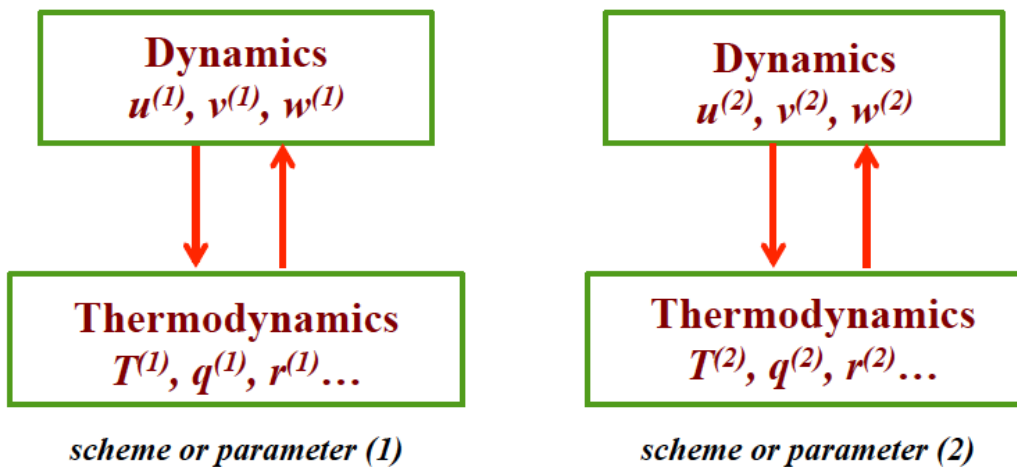 Dynamics
u(1), v(1), w(1)
Thermodynamics
T(1), q(1), r(1)…
scheme or parameter (1)
Dynamics
u(2), v(2), w(2)
Thermodynamics
T(2), q(2), r(2)…
scheme or parameter (2)